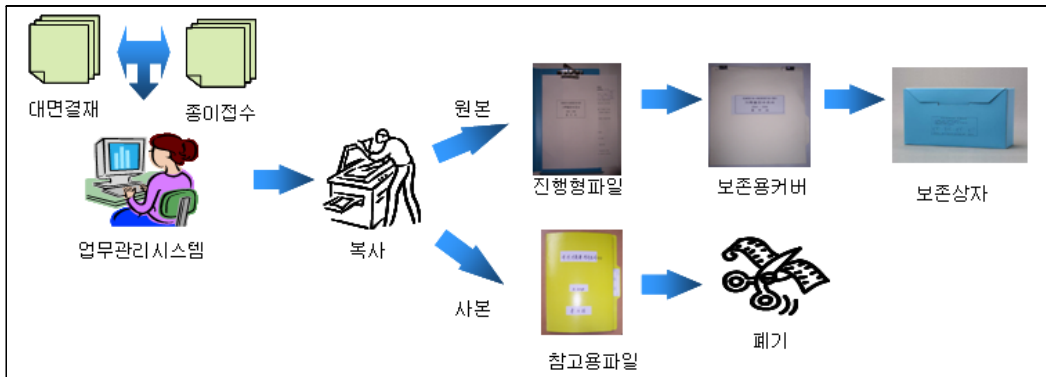 대면결재
종이접수
업무관리시스템
복사
원본
진행형파일
보존용커버
보존상자
사본
참고용파일
폐기